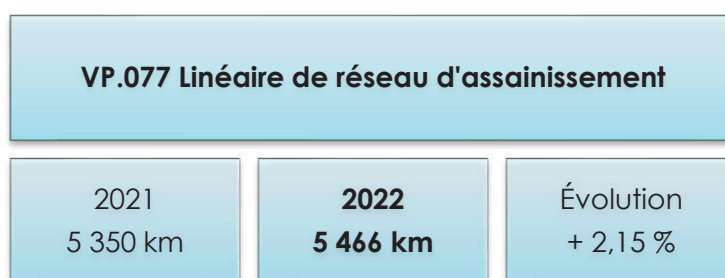 VP.077 Linéaire de réseau d'assainissement
2021
5 350 km
2022
5 466 km
Évolution
+ 2,15 %